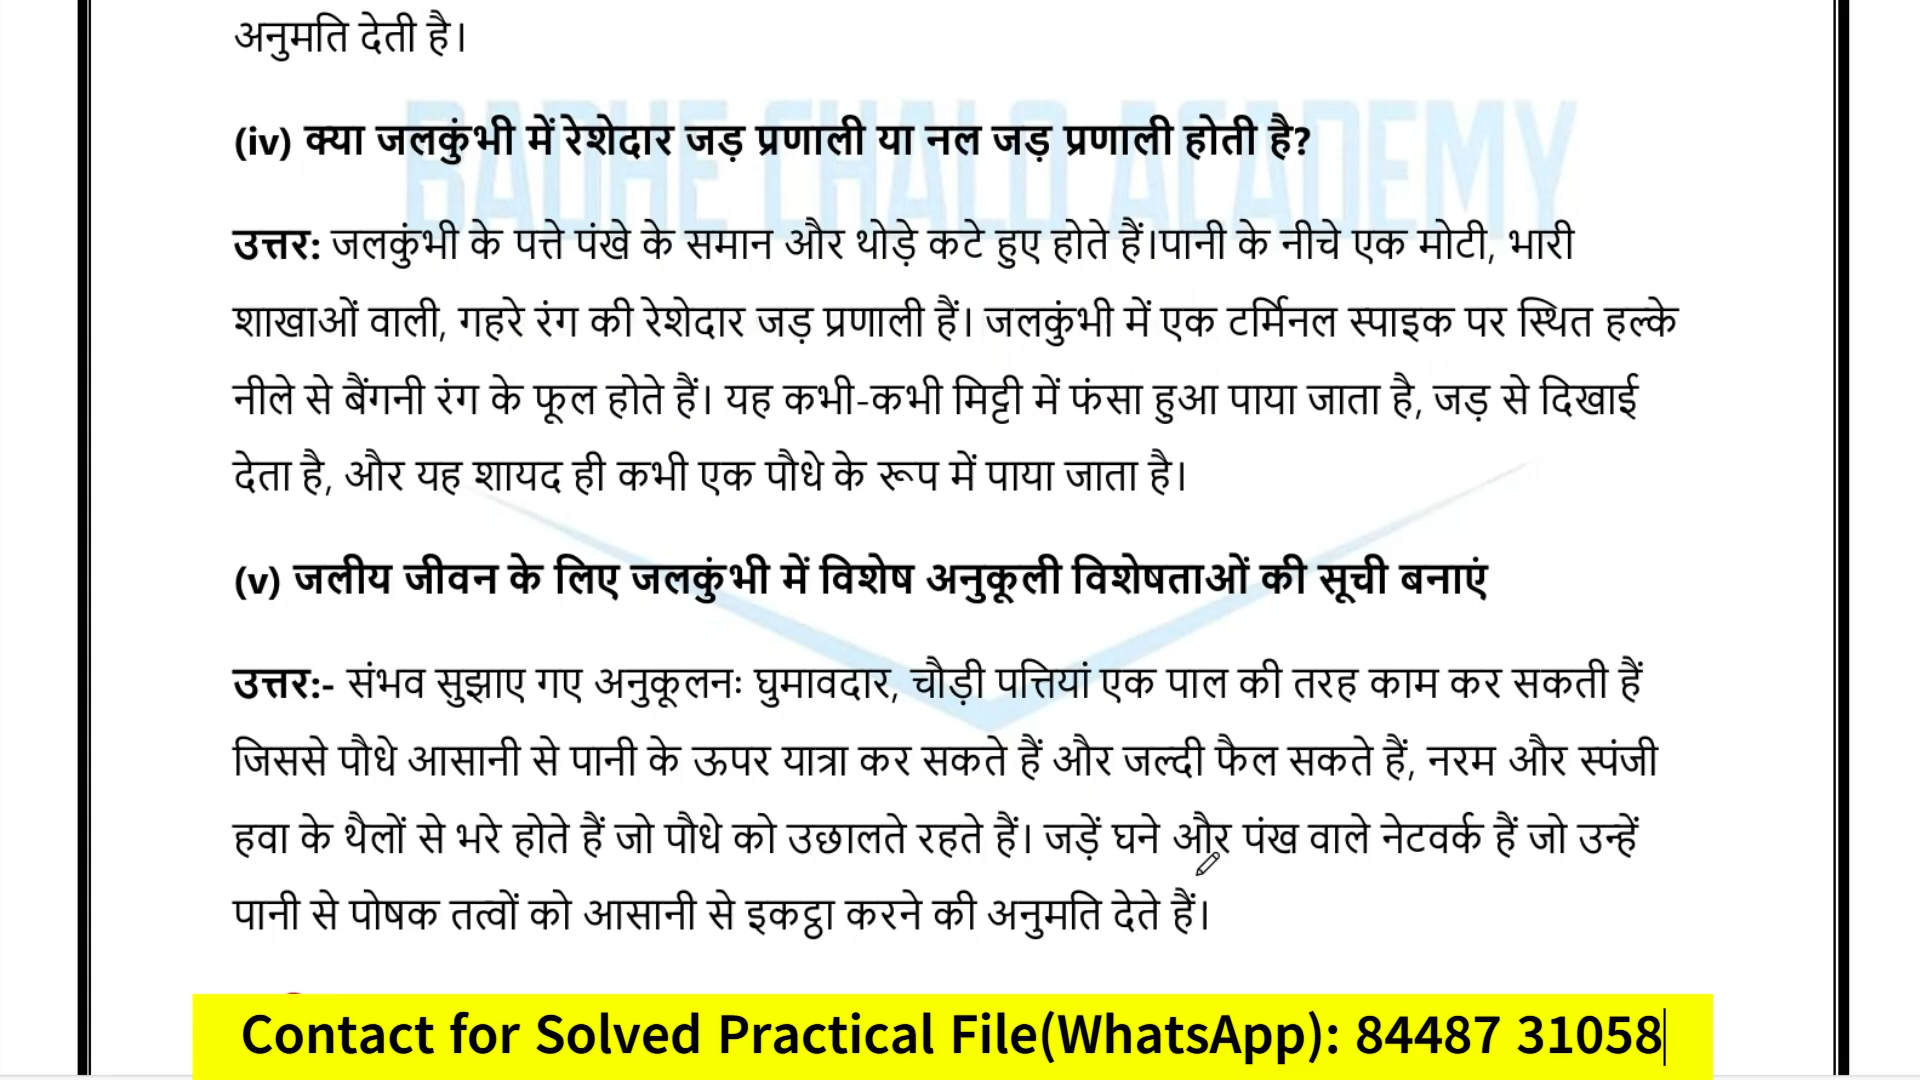 अनुमति देती है।
BADHE CHALO ACADEMY
(iv) क्या जलकुंभी में रेशेदार जड़ प्रणाली या नल जड़ प्रणाली होती है?
उत्तर: जलकुंभी के पत्ते पंखे के समान और थोड़े कटे हुए होते हैं।पानी के नीचे एक मोटी, भारी
शाखाओं वाली, गहरे रंग की रेशेदार जड़ प्रणाली हैं। जलकुंभी में एक टर्मिनल स्पाइक पर स्थित हल्के
नीले से बैंगनी रंग के फूल होते हैं। यह कभी-कभी मिट्टी में फंसा हुआ पाया जाता है, जड़ से दिखाई
देता है, और यह शायद ही कभी एक पौधे के रूप में पाया जाता है।
(v) जलीय जीवन के लिए जलकुंभी में विशेष अनुकूली विशेषताओं की सूची बनाएं
उत्तर:- संभव सुझाए गए अनुकूलनः घुमावदार, चौड़ी पत्तियां एक पाल की तरह काम कर सकती हैं
जिससे पौधे आसानी से पानी के ऊपर यात्रा कर सकते हैं और जल्दी फैल सकते हैं, नरम और स्पंजी
हवा के थैलों से भरे होते हैं जो पौधे को उछालते रहते हैं। जड़ें घने और पंख वाले नेटवर्क हैं जो उन्हें
पानी से पोषक तत्वों को आसानी से इकट्ठा करने की अनुमति देते हैं।
Contact for Solved Practical File(WhatsApp): 84487 31058